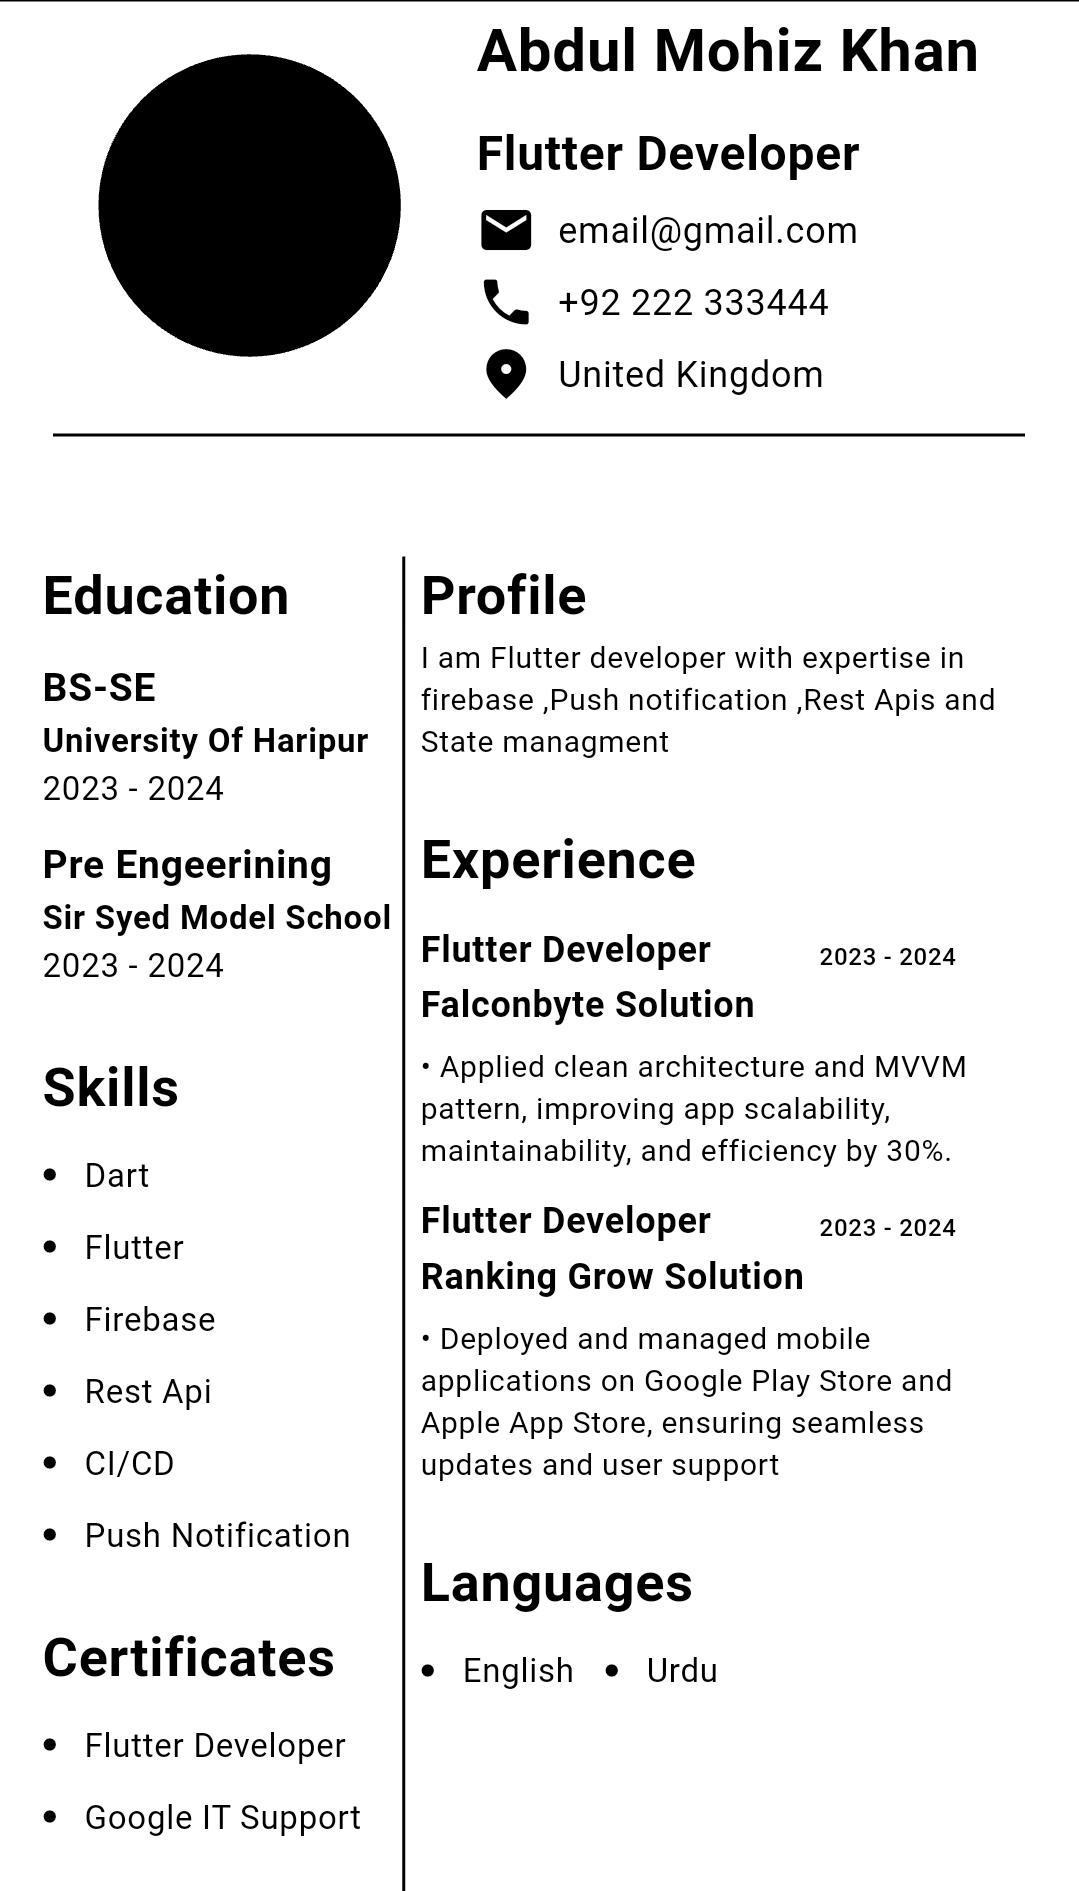 Abdul Mohiz Khan
Flutter Developer
email@gmail.com
+92 222 333444
United Kingdom
Education
BS-SE
University Of Haripur
2023 - 2024
Pre Engeerining
Sir Syed Model School
2023 - 2024
Skills
• Dart
• Flutter
• Firebase
• Rest Api
• CI/CD
• Push Notification
Certificates
• Flutter Developer
• Google IT Support
Profile
I am Flutter developer with expertise in
firebase ,Push notification ,Rest Apis and
State managment
Experience
Flutter Developer 2023 - 2024
Falconbyte Solution
• Applied clean architecture and MVVM
pattern, improving app scalability,
maintainability, and efficiency by 30%.
Flutter Developer 2023 - 2024
Ranking Grow Solution
• Deployed and managed mobile
applications on Google Play Store and
Apple App Store, ensuring seamless
updates and user support
Languages
• English • Urdu